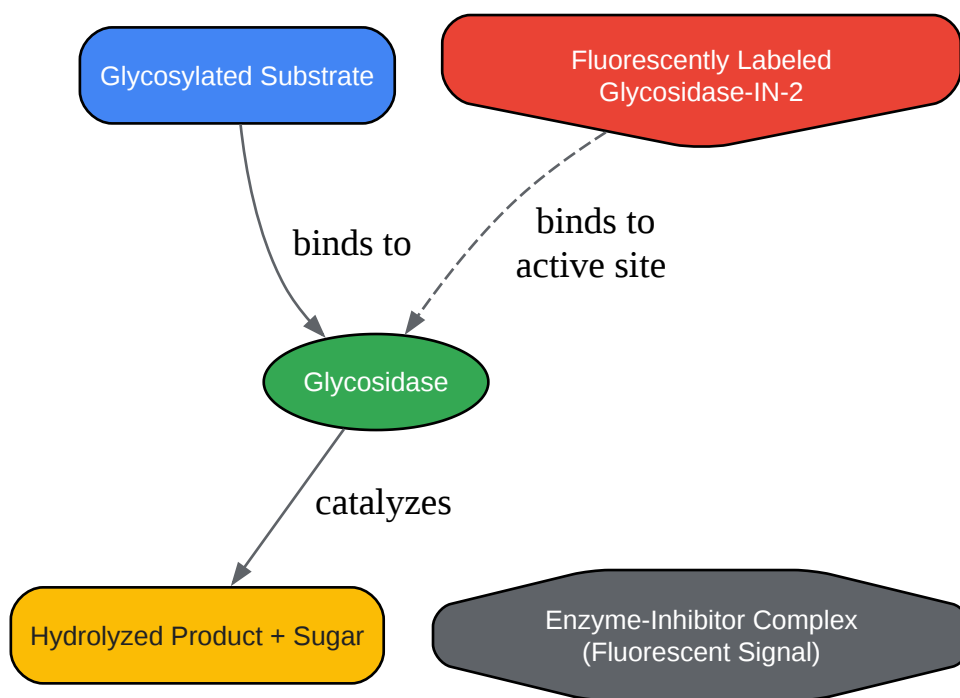 Glycosylated Substrate
Fluorescently Labeled
Glycosidase-IN-2
binds to
binds to
active site
Glycosidase
catalyzes
Hydrolyzed Product + Sugar
Enzyme-Inhibitor Complex
(Fluorescent Signal)